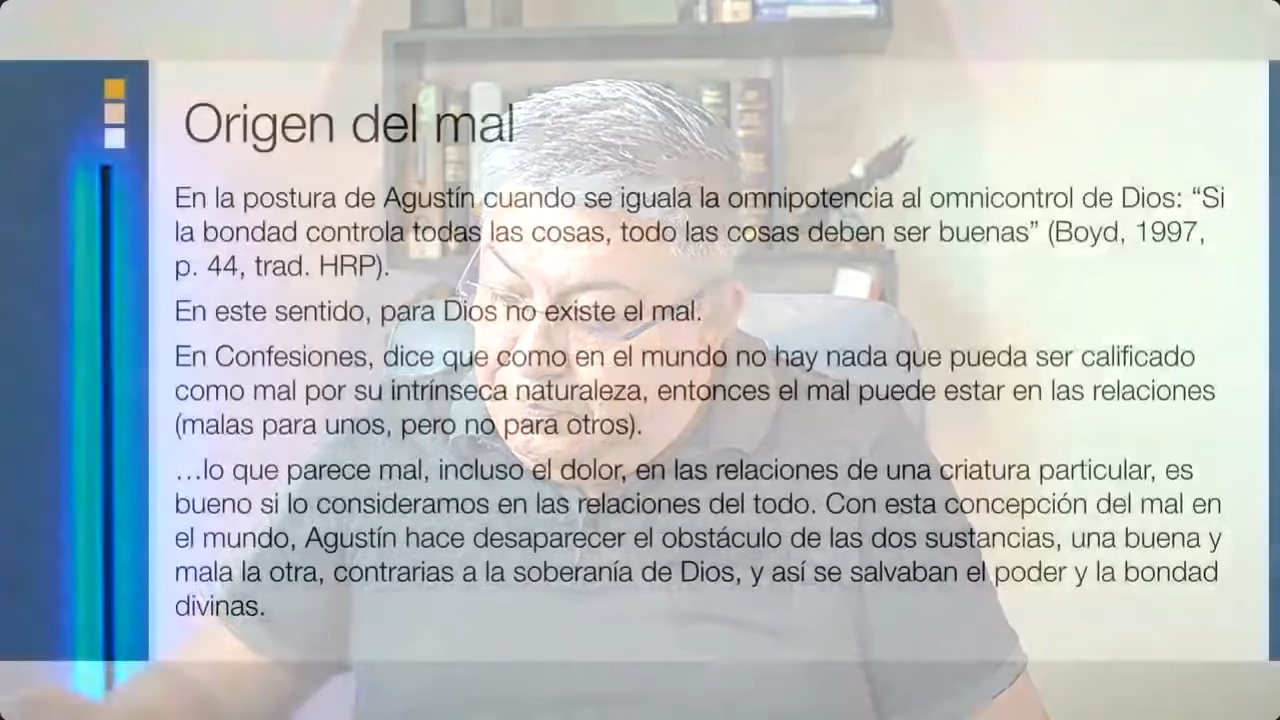 Origen del mal
En la postura de Agustín cuando se iguala la omnipotencia al omnicontrol de Dios: “Si
la bondad controla todas las cosas, todo las cosas deben ser buenas” (Boyd, 1997,
p. 44, trad. HRP).
En este sentido, para Dios no existe el mal.
En Confesiones, dice que como en el mundo no hay nada que pueda ser calificado
como mal por su intrínseca naturaleza, entonces el mal puede estar en las relaciones
(malas para unos, pero no para otros).
…lo que parece mal, incluso el dolor, en las relaciones de una criatura particular, es
bueno si lo consideramos en las relaciones del todo. Con esta concepción del mal en
el mundo, Agustín hace desaparecer el obstáculo de las dos sustancias, una buena y
mala la otra, contrarias a la soberanía de Dios, y así se salvaban el poder y la bondad
divinas.